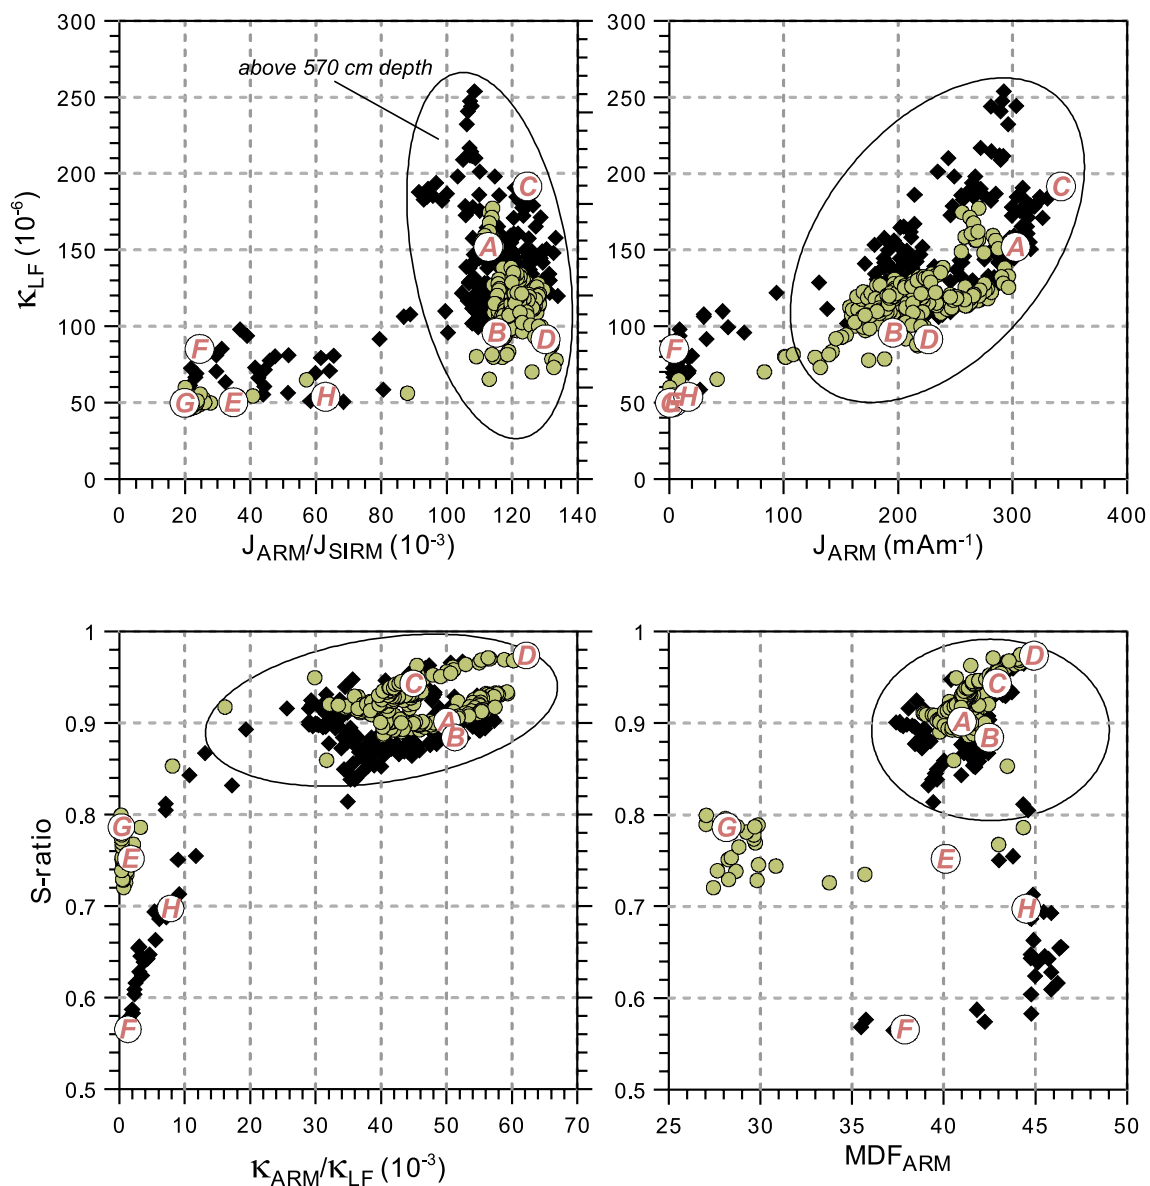 300
250
200
150
100
50
0
κLF (10-6)
above 570 cm depth
C
A
B
D
F
G
E
H
0 20 40 60 80 100 120 140
JARM/JSIRM (10-3)
300
250
200
150
100
50
0
C
A
B
D
F
G
H
0 100 200 300 400
JARM (mAm-1)
1
0.9
0.8
0.7
0.6
0.5
S-ratio
D
C
A
B
G
E
H
F
0 10 20 30 40 50 60 70
κARM/κLF (10-3)
1
0.9
0.8
0.7
0.6
0.5
D
C
A
B
G
E
H
F
25 30 35 40 45 50
MDFARM